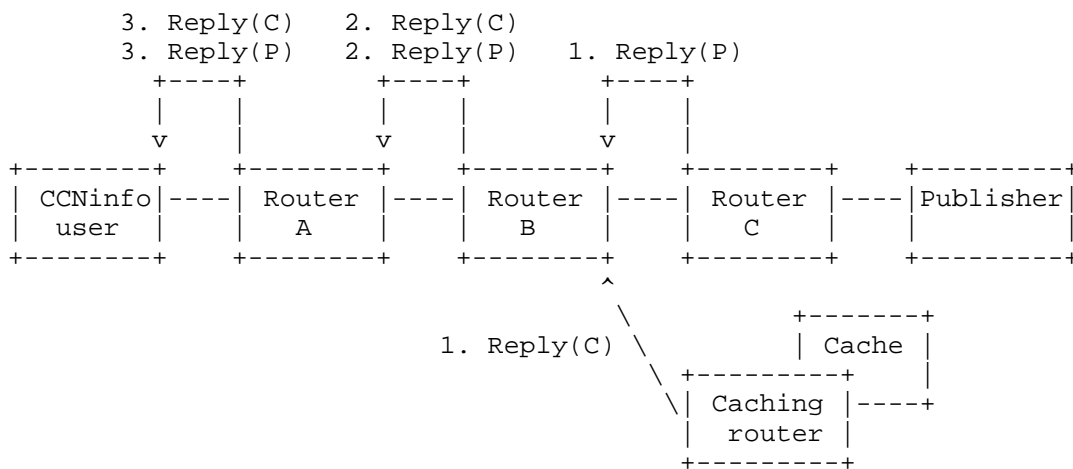 3. Reply(C) 2. Reply(C)
3. Reply(P) 2. Reply(P) 1. Reply(P)
CCNinfo Router Router Router Publisher
user A B C
1. Reply(C) Cache
Caching
router